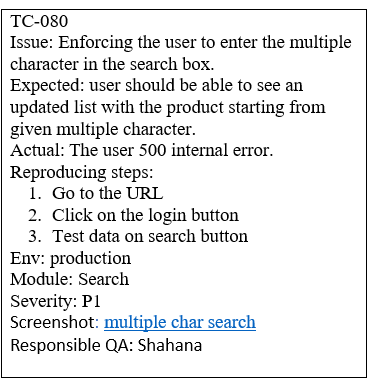 TC-080
Issue: Enforcing the user to enter the multiple
character in the search box.
Expected: user should be able to see an
updated list with the product starting from
given multiple character.
Actual: The user 500 internal error.
Reproducing steps:
1. Go to the URL
2. Click on the login button
3. Test data on search button
Env: production
Module: Search
Severity: P1
Screenshot: multiple char search
Responsible QA: Shahana